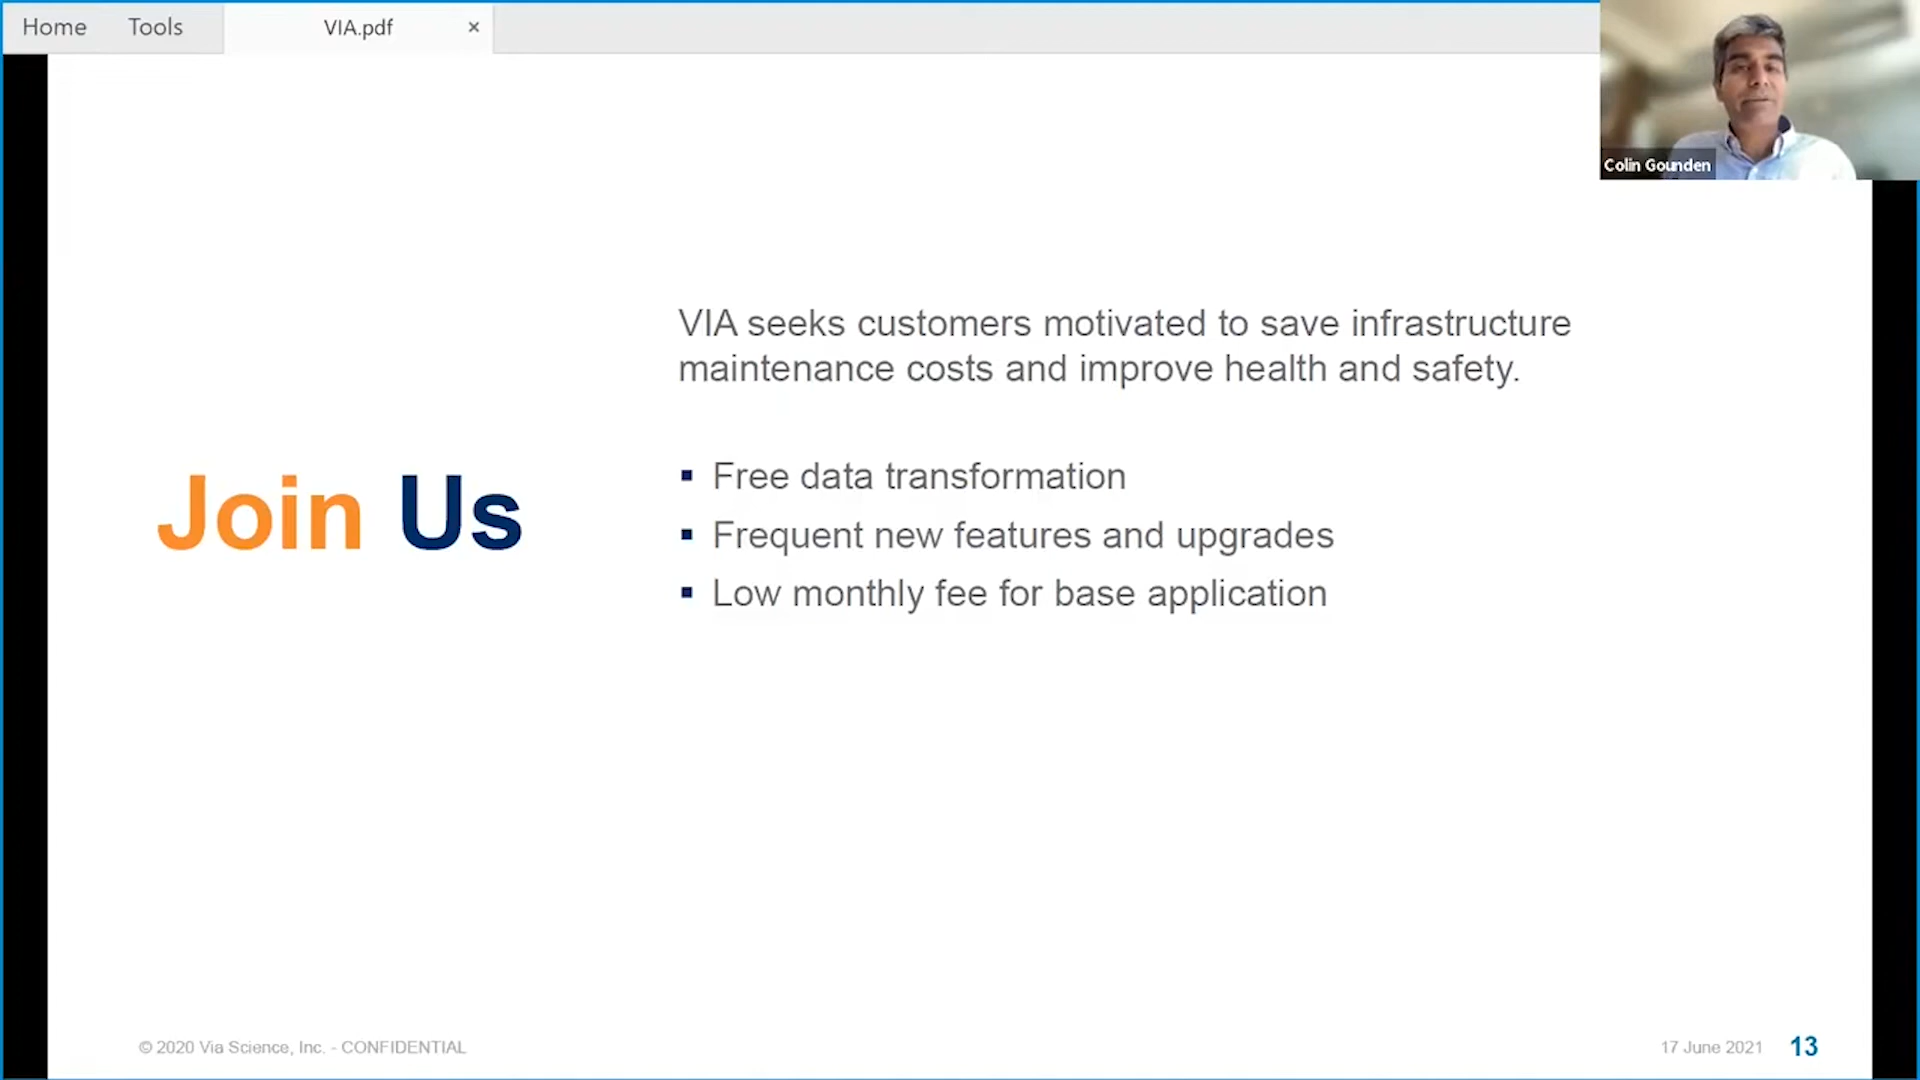 Home Tools VIA.pdf ×
Colin Gounden
VIA seeks customers motivated to save infrastructure
maintenance costs and improve health and safety.
Join Us
▪ Free data transformation
▪ Frequent new features and upgrades
▪ Low monthly fee for base application
© 2020 Via Science, Inc. - CONFIDENTIAL
17 June 2021 13